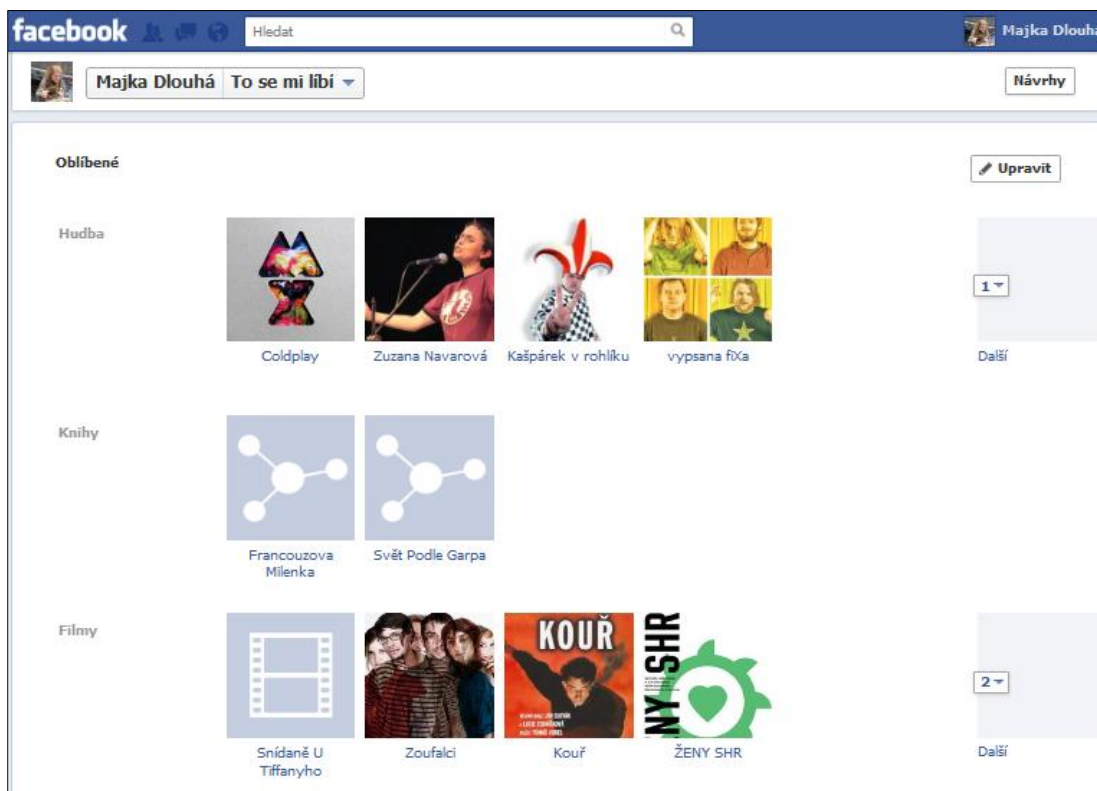 facebook Hledat Majka Dlouhá
Majka Dlouhá To se mi líbí Návrhy
Oblíbené Upravit
Hudba
1
Coldplay Zuzana Navarová Kašpárek v rohlíku vypsana fiXa Další
Knihy
Francouzova Milenka
Svět Podle Garpa
Filmy
KOUŘ
NY SHR
2
Snídaně U Tiffanyho
Zoufalci Kouř ŽENY SHR Další